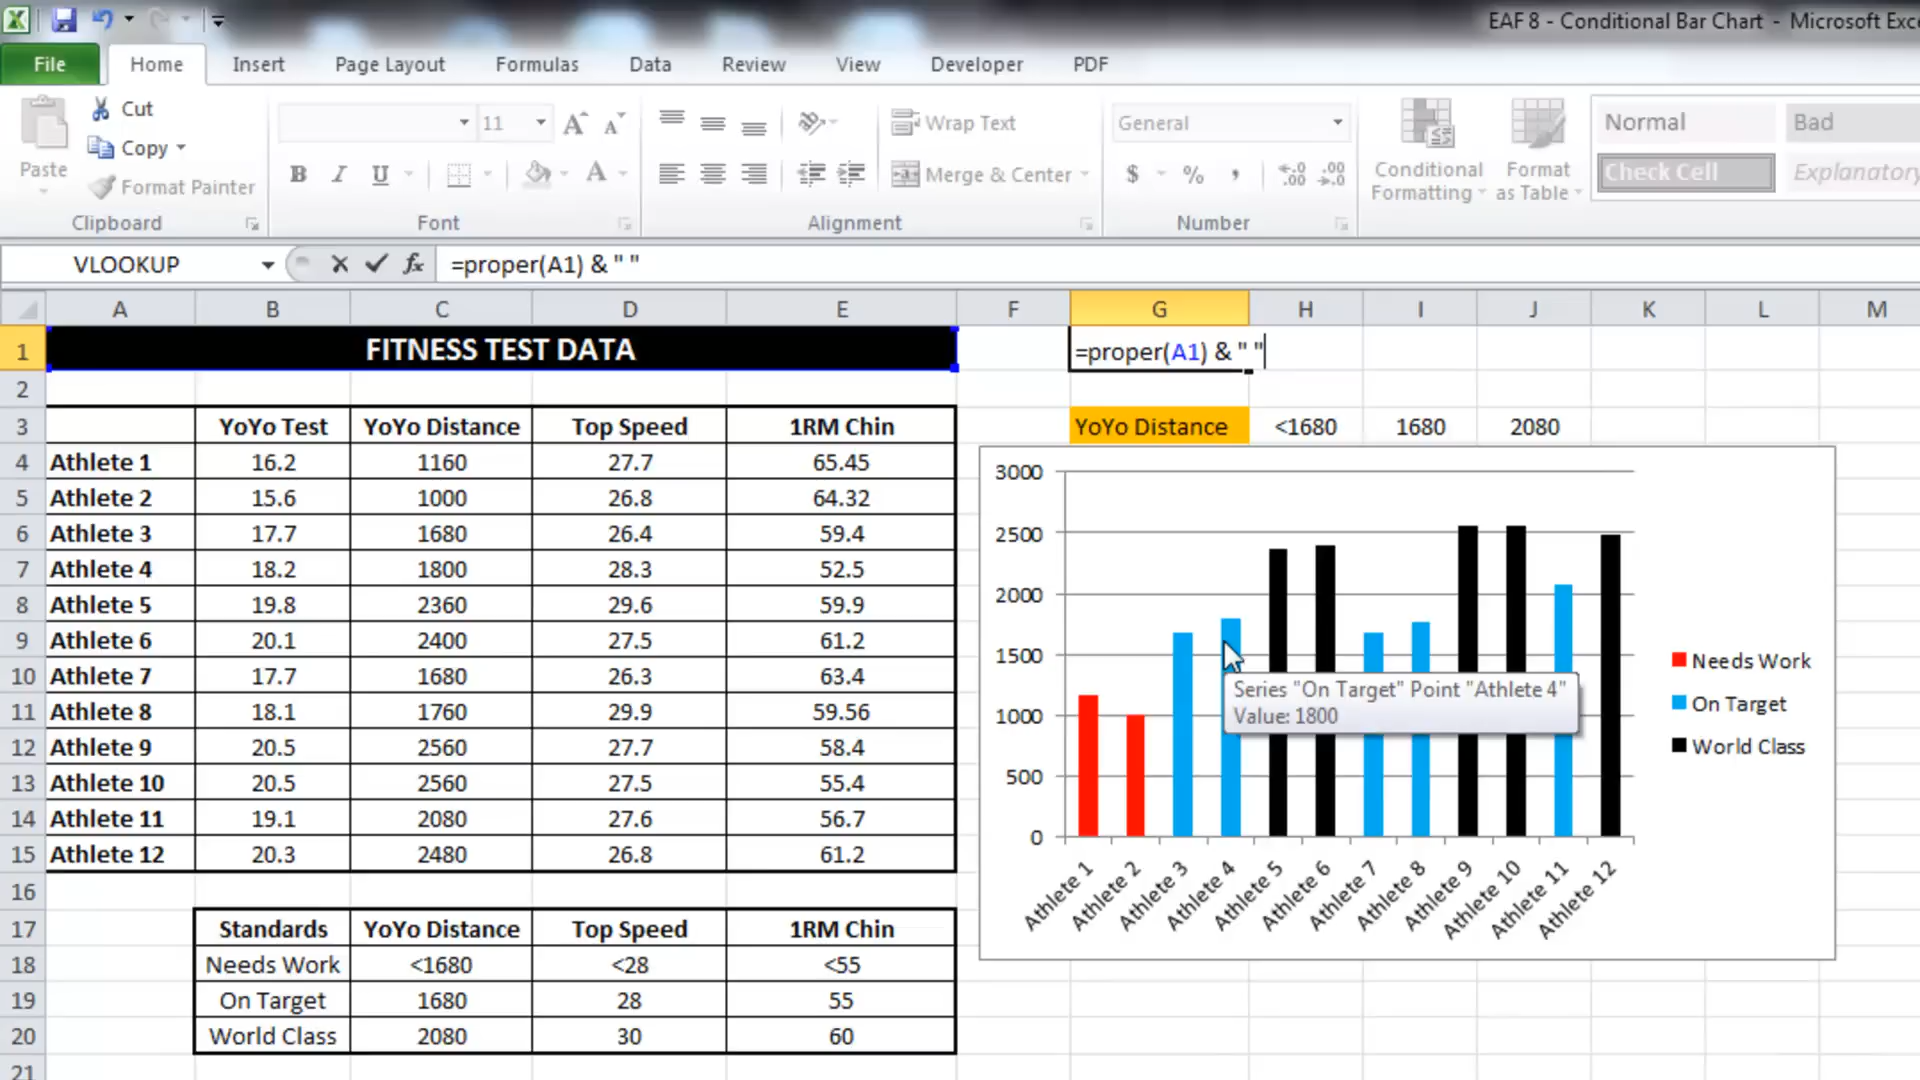 EAF 8 - Conditional Bar Chart - Microsoft Exce
File Home Insert Page Layout Formulas Data Review View Developer PDF
Paste
Cut
Copy
Format Painter
Clipboard
11
B I U
Font
Wrap Text
Merge & Center
Alignment
General
$ % ,
Number
Conditional Formatting
Format as Table
Normal Bad
Check Cell Explanatory
VLOOKUP =proper(A1) & " "
A B C D E F G H I J K L M
1 FITNESS TEST DATA =proper(A1) & " "
2
3 YoYo Test YoYo Distance Top Speed 1RM Chin YoYo Distance <1680 1680 2080
4 Athlete 1 16.2 1160 27.7 65.45
5 Athlete 2 15.6 1000 26.8 64.32
6 Athlete 3 17.7 1680 26.4 59.4
7 Athlete 4 18.2 1800 28.3 52.5
8 Athlete 5 19.8 2360 29.6 59.9
9 Athlete 6 20.1 2400 27.5 61.2
10 Athlete 7 17.7 1680 26.3 63.4
11 Athlete 8 18.1 1760 29.9 59.56
12 Athlete 9 20.5 2560 27.7 58.4
13 Athlete 10 20.5 2560 27.5 55.4
14 Athlete 11 19.1 2080 27.6 56.7
15 Athlete 12 20.3 2480 26.8 61.2
16
17 Standards YoYo Distance Top Speed 1RM Chin
18 Needs Work <1680 <28 <55
19 On Target 1680 28 55
20 World Class 2080 30 60
21
3000
2500
2000
1500
1000
500
0
Series "On Target" Point "Athlete 4"
Value: 1800
Needs Work
On Target
World Class
Athlete 1 Athlete 2 Athlete 3 Athlete 4 Athlete 5 Athlete 6 Athlete 7 Athlete 8 Athlete 9 Athlete 10 Athlete 11 Athlete 12